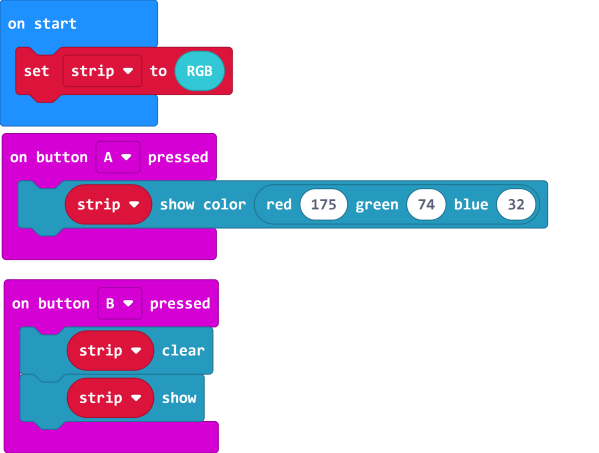 on start
set strip to RGB
on button A pressed
strip show color red 175 green 74 blue 32
on button B pressed
strip clear
strip show